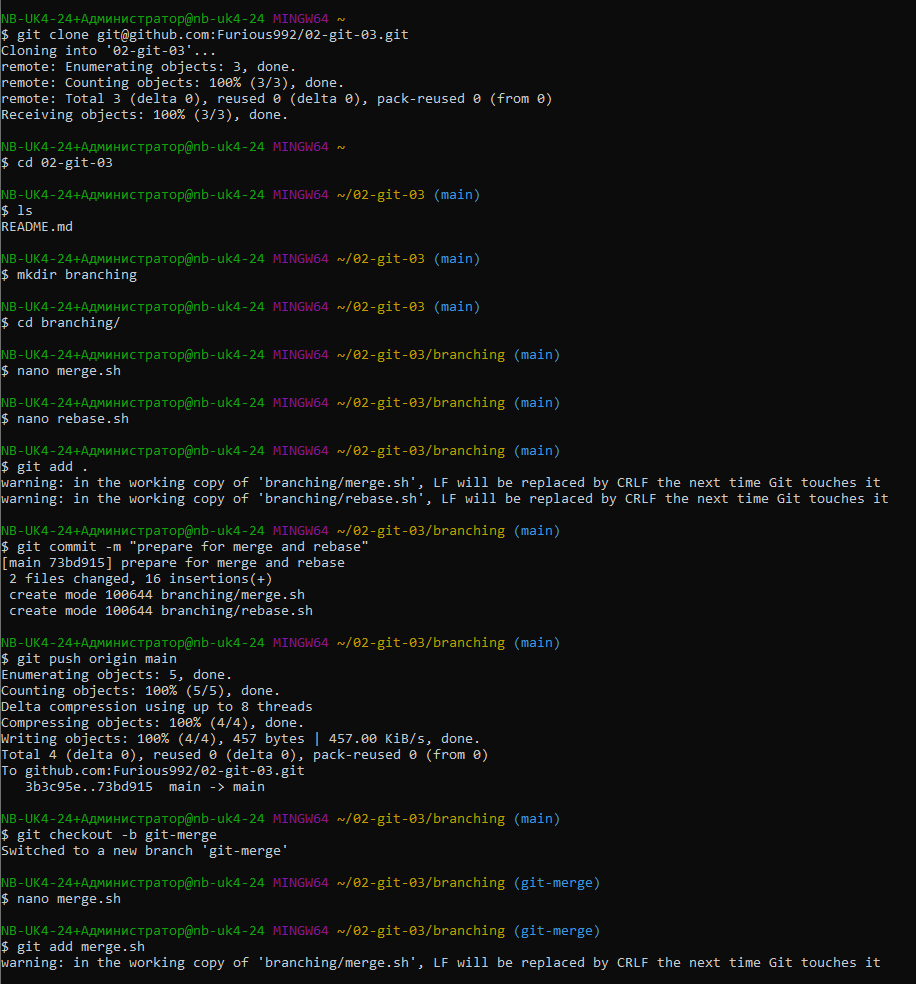 NB-UK4-24+Администратор@nb-uk4-24 MINGW64 ~
$ git clone git@github.com:Furious992/02-git-03.git
Cloning into '02-git-03'...
remote: Enumerating objects: 3, done.
remote: Counting objects: 100% (3/3), done.
remote: Total 3 (delta 0), reused 0 (delta 0), pack-reused 0 (from 0)
Receiving objects: 100% (3/3), done.
NB-UK4-24+Администратор@nb-uk4-24 MINGW64 ~
$ cd 02-git-03
NB-UK4-24+Администратор@nb-uk4-24 MINGW64 ~/02-git-03 (main)
$ ls
README.md
NB-UK4-24+Администратор@nb-uk4-24 MINGW64 ~/02-git-03 (main)
$ mkdir branching
NB-UK4-24+Администратор@nb-uk4-24 MINGW64 ~/02-git-03 (main)
$ cd branching/
NB-UK4-24+Администратор@nb-uk4-24 MINGW64 ~/02-git-03/branching (main)
$ nano merge.sh
NB-UK4-24+Администратор@nb-uk4-24 MINGW64 ~/02-git-03/branching (main)
$ nano rebase.sh
NB-UK4-24+Администратор@nb-uk4-24 MINGW64 ~/02-git-03/branching (main)
$ git add .
warning: in the working copy of 'branching/merge.sh', LF will be replaced by CRLF the next time Git touches it
warning: in the working copy of 'branching/rebase.sh', LF will be replaced by CRLF the next time Git touches it
NB-UK4-24+Администратор@nb-uk4-24 MINGW64 ~/02-git-03/branching (main)
$ git commit -m "prepare for merge and rebase"
[main 73bd915] prepare for merge and rebase
2 files changed, 16 insertions(+)
create mode 100644 branching/merge.sh
create mode 100644 branching/rebase.sh
NB-UK4-24+Администратор@nb-uk4-24 MINGW64 ~/02-git-03/branching (main)
$ git push origin main
Enumerating objects: 5, done.
Counting objects: 100% (5/5), done.
Delta compression using up to 8 threads
Compressing objects: 100% (4/4), done.
Writing objects: 100% (4/4), 457 bytes | 457.00 KiB/s, done.
Total 4 (delta 0), reused 0 (delta 0), pack-reused 0 (from 0)
To github.com:Furious992/02-git-03.git
3b3c95e..73bd915  main -> main
NB-UK4-24+Администратор@nb-uk4-24 MINGW64 ~/02-git-03/branching (main)
$ git checkout -b git-merge
Switched to a new branch 'git-merge'
NB-UK4-24+Администратор@nb-uk4-24 MINGW64 ~/02-git-03/branching (git-merge)
$ nano merge.sh
NB-UK4-24+Администратор@nb-uk4-24 MINGW64 ~/02-git-03/branching (git-merge)
$ git add merge.sh
warning: in the working copy of 'branching/merge.sh', LF will be replaced by CRLF the next time Git touches it